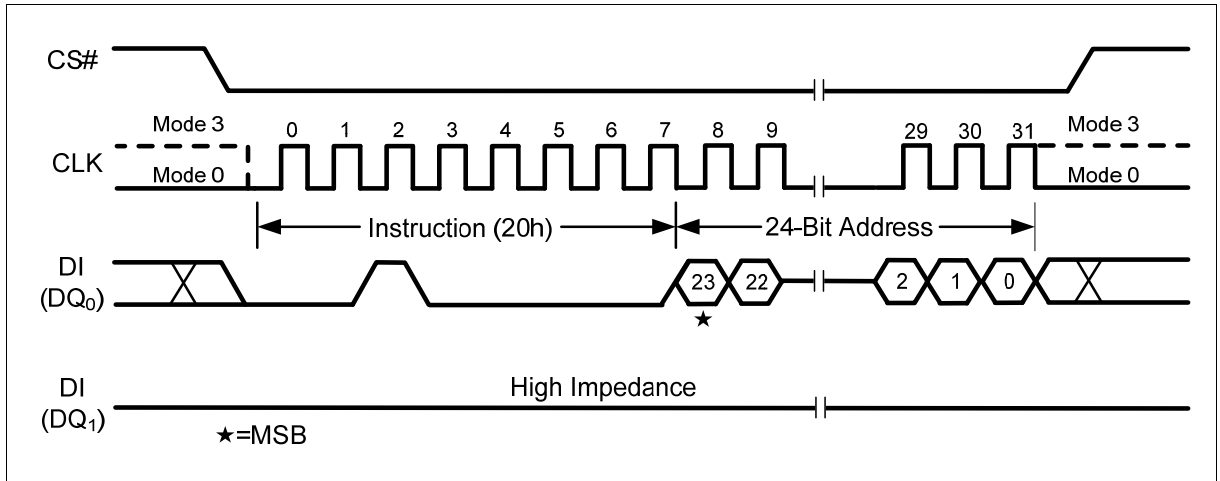 CS#
Mode 3 0 1 2 3 4 5 6 7 8 9 29 30 31 Mode 3
CLK
Mode 0 Mode 0
Instruction (20h) 24-Bit Address
DI
(DQ0) 23 22 2 1 0
★
High Impedance
DI
(DQ1)
★=MSB